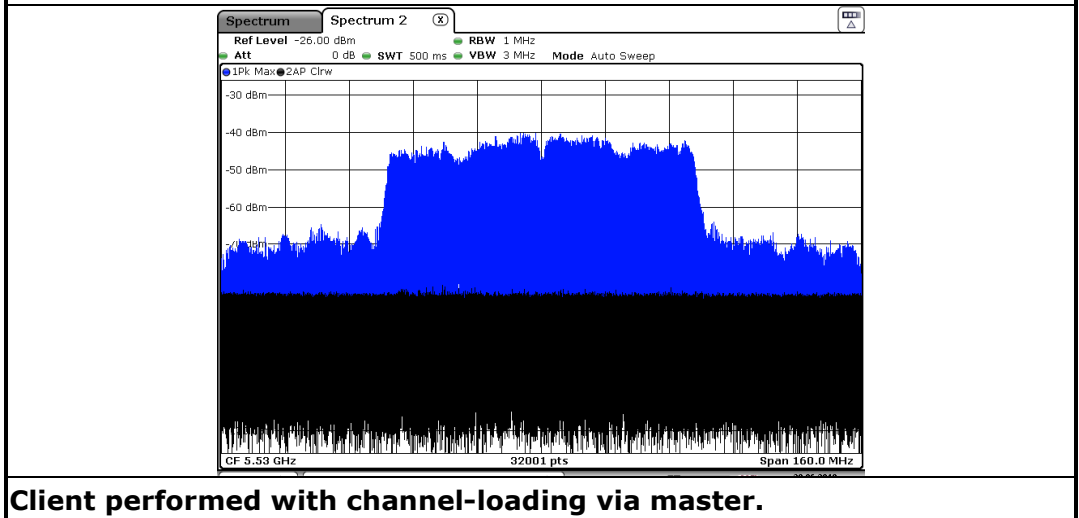 Spectrum Spectrum 2 X
Ref Level -26.00 dBm RBW 1 MHz
Att 0 dB SWT 500 ms VBW 3 MHz Mode Auto Sweep
1Pk Max 2AP Clrw
-30 dBm
-40 dBm
-50 dBm
-60 dBm
CF 5.53 GHz 32001 pts Span 160.0 MHz
Client performed with channel-loading via master.